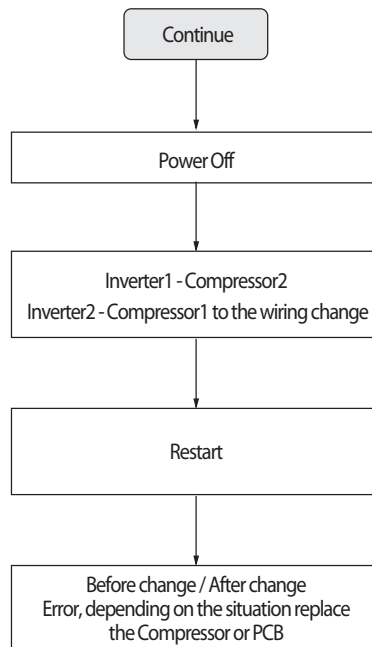 Continue
Power Off
Inverter1 - Compressor2
Inverter2 - Compressor1 to the wiring change
Restart
Before change / After change
Error, depending on the situation replace
the Compressor or PCB